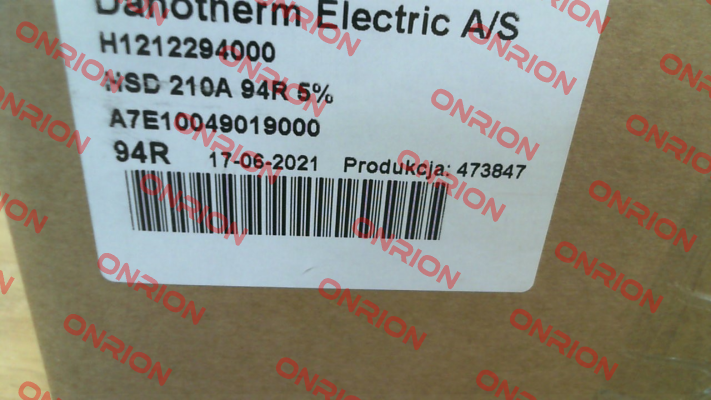 Danotherm Electric A/S
H1212294000
HSD 210A 94R 5%
A7E10049019000
94R 17-06-2021 Produkcja: 473847
ONRION